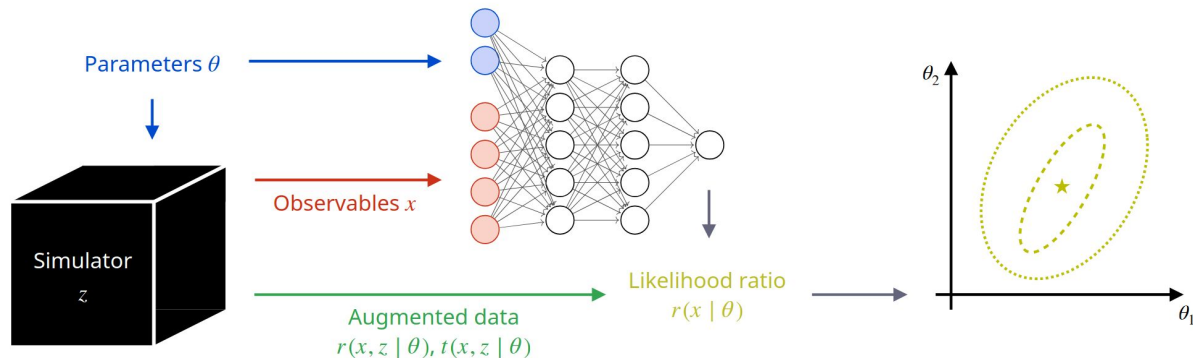 Parameters θ
Observables x
Simulator
z
Augmented data
r(x, z | θ), t(x, z | θ)
Likelihood ratio
r(x | θ)
θ₂
θ₁